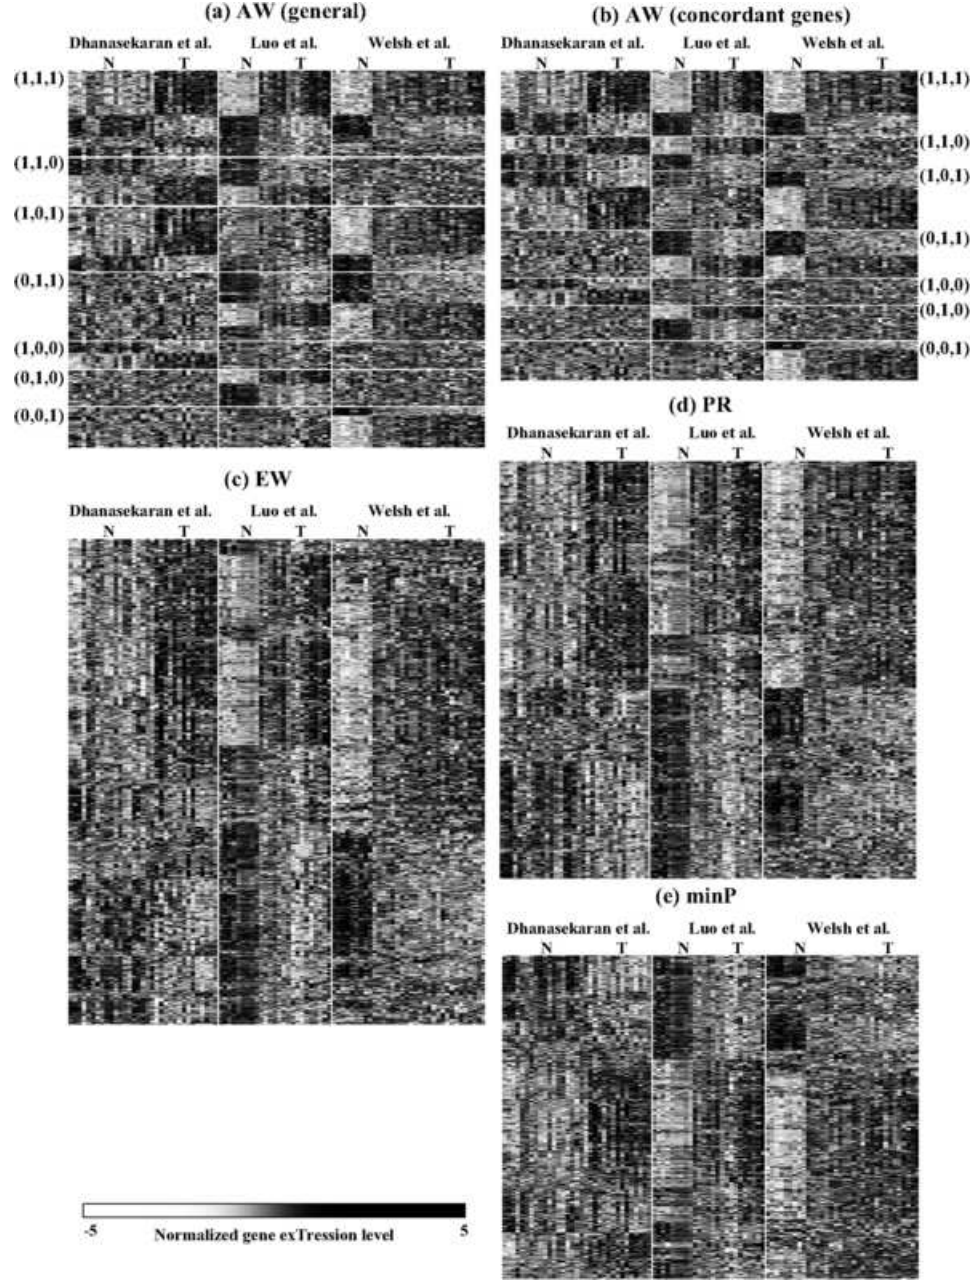 (a) AW (general)
Dhanasekaran et al. Luo et al. Welsh et al.
N T N T N T
(1,1,1)
(1,1,0)
(1,0,1)
(0,1,1)
(1,0,0)
(0,1,0)
(0,0,1)
(b) AW (concordant genes)
Dhanasekaran et al. Luo et al. Welsh et al.
N T N T N T
(1,1,1)
(1,1,0)
(1,0,1)
(0,1,1)
(1,0,0)
(0,1,0)
(0,0,1)
(c) EW
Dhanasekaran et al. Luo et al. Welsh et al.
N T N T N T
(d) PR
Dhanasekaran et al. Luo et al. Welsh et al.
N T N T N T
(e) minP
Dhanasekaran et al. Luo et al. Welsh et al.
N T N T N T
-5 5
Normalized gene exTression level